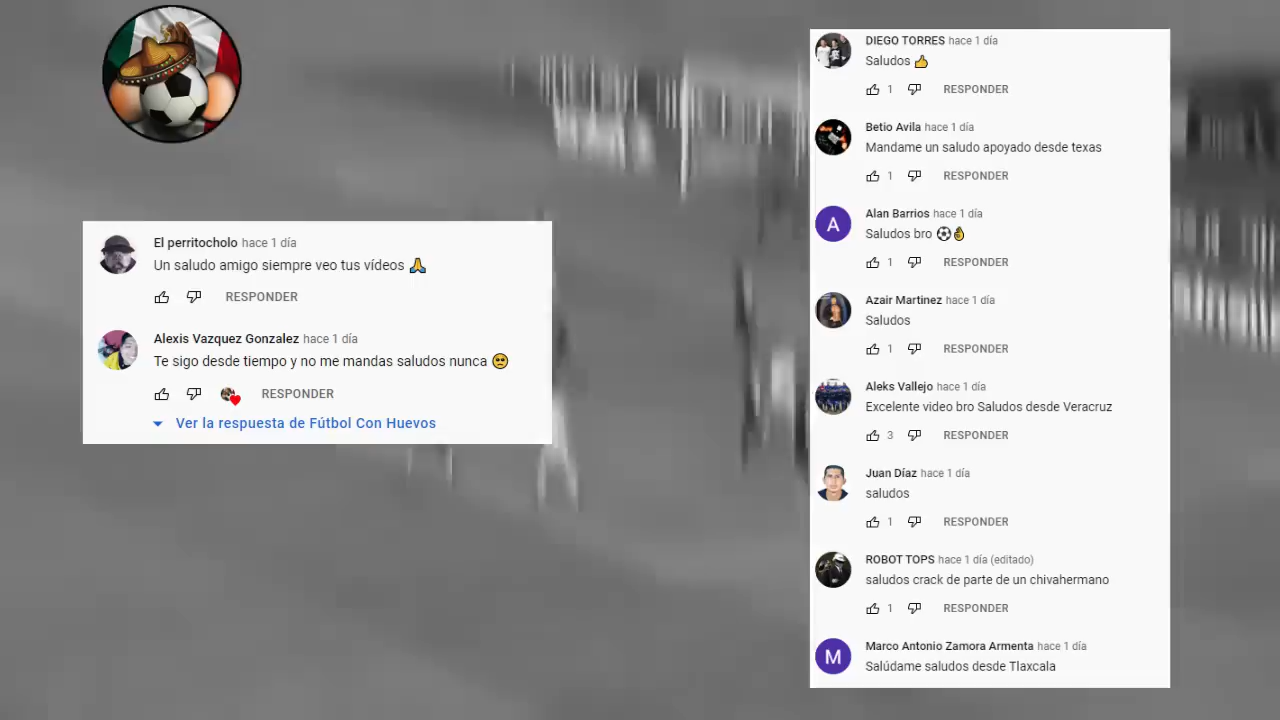 El perritocholo hace 1 día
Un saludo amigo siempre veo tus vídeos 🙏
RESPONDER
Alexis Vazquez Gonzalez hace 1 día
Te sigo desde tiempo y no me mandas saludos nunca 🥺
RESPONDER
Ver la respuesta de Fútbol Con Huevos
DIEGO TORRES hace 1 día
Saludos 👍
1 RESPONDER
Betio Avila hace 1 día
Mandame un saludo apoyado desde texas
1 RESPONDER
A
Alan Barrios hace 1 día
Saludos bro ⚽👌
1 RESPONDER
Azair Martinez hace 1 día
Saludos
1 RESPONDER
Aleks Vallejo hace 1 día
Excelente video bro Saludos desde Veracruz
3 RESPONDER
Juan Díaz hace 1 día
saludos
1 RESPONDER
ROBOT TOPS hace 1 día (editado)
saludos crack de parte de un chivahermano
1 RESPONDER
M
Marco Antonio Zamora Armenta hace 1 día
Salúdame saludos desde Tlaxcala